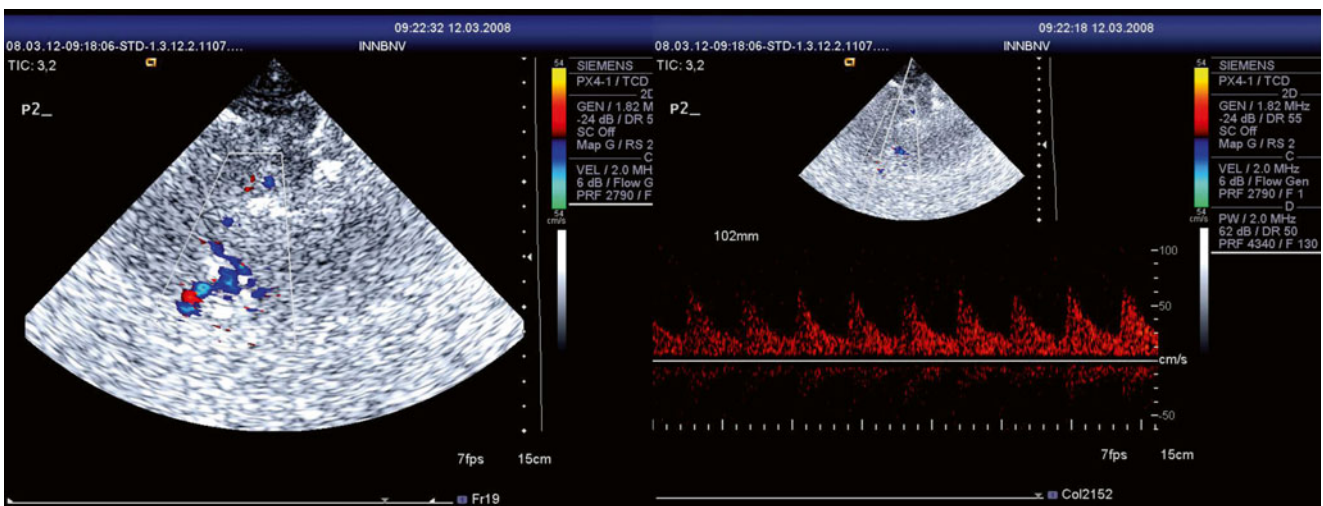 09:22:32 12.03.2008
08.03.12-09:18:06-STD-1.3.12.2.1107.... INNBNV
TIC: 3,2
P2_
54
cm/s
54
SIEMENS
PX4-1 / TCD
2D
GEN / 1.82 M
-24 dB / DR 5
SC Off
Map G / RS 2
C
VEL / 2.0 MH
6 dB / Flow G
PRF 2790 / F
7fps 15cm
Fr19
09:22:18 12.03.2008
08.03.12-09:18:06-STD-1.3.12.2.1107.... INNBNV
TIC: 3,2
P2_
54
54
cm/s
SIEMENS
PX4-1 / TCD
2D
GEN / 1.82 MHz
-24 dB / DR 55
SC Off
Map G / RS 2
C
VEL / 2.0 MHz
6 dB / Flow Gen
PRF 2790 / F 1
D
PW / 2.0 MHz
62 dB / DR 50
PRF 4340 / F 130
102mm
-100
-50
-cm/s
-50
7fps 15cm
Col2152